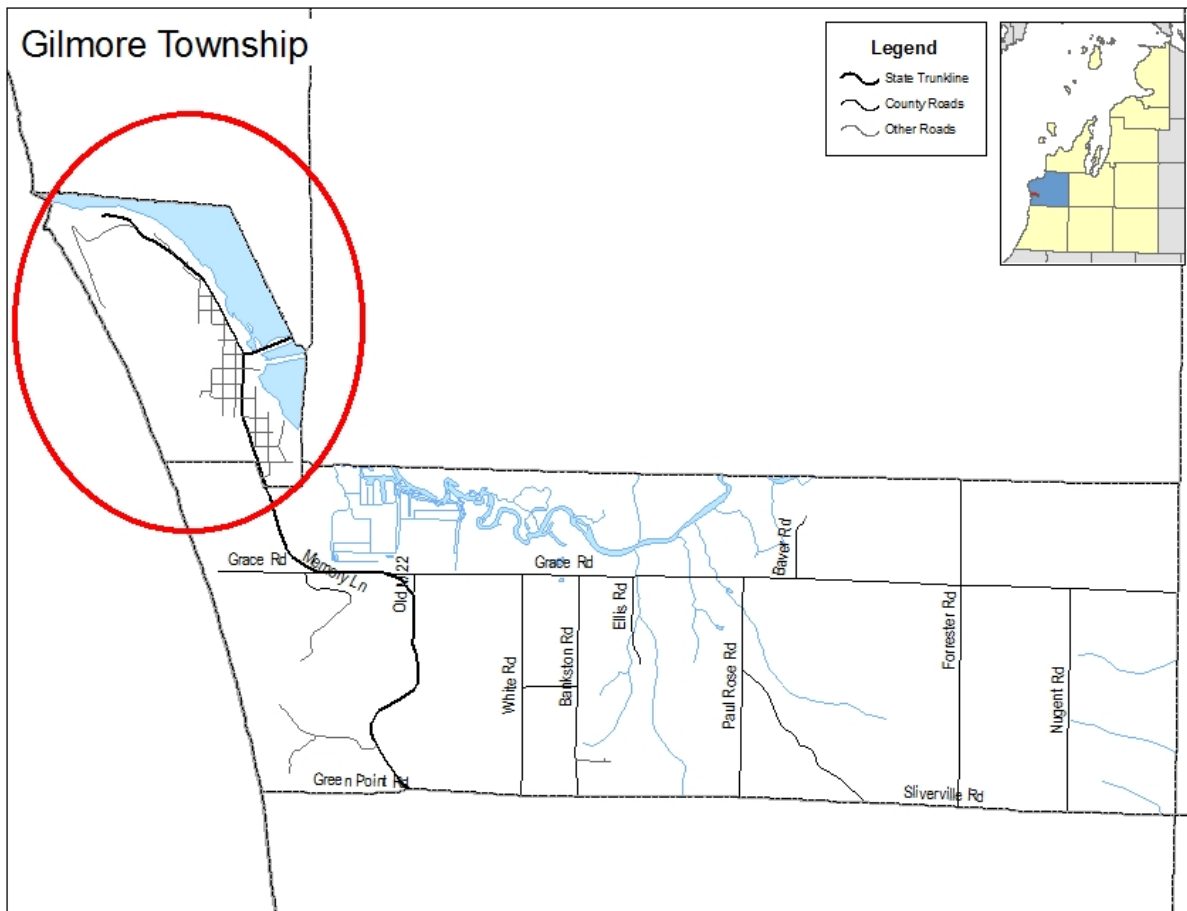 Gilmore Township
Legend
State Trunkline
County Roads
Other Roads
Grace Rd
Memory Ln
Old 22
Grace Rd
Baver Rd
White Rd
Bankston Rd
Ellis Rd
Paul Rose Rd
Forrester Rd
Nugent Rd
Green Point Rd
Sliverville Rd